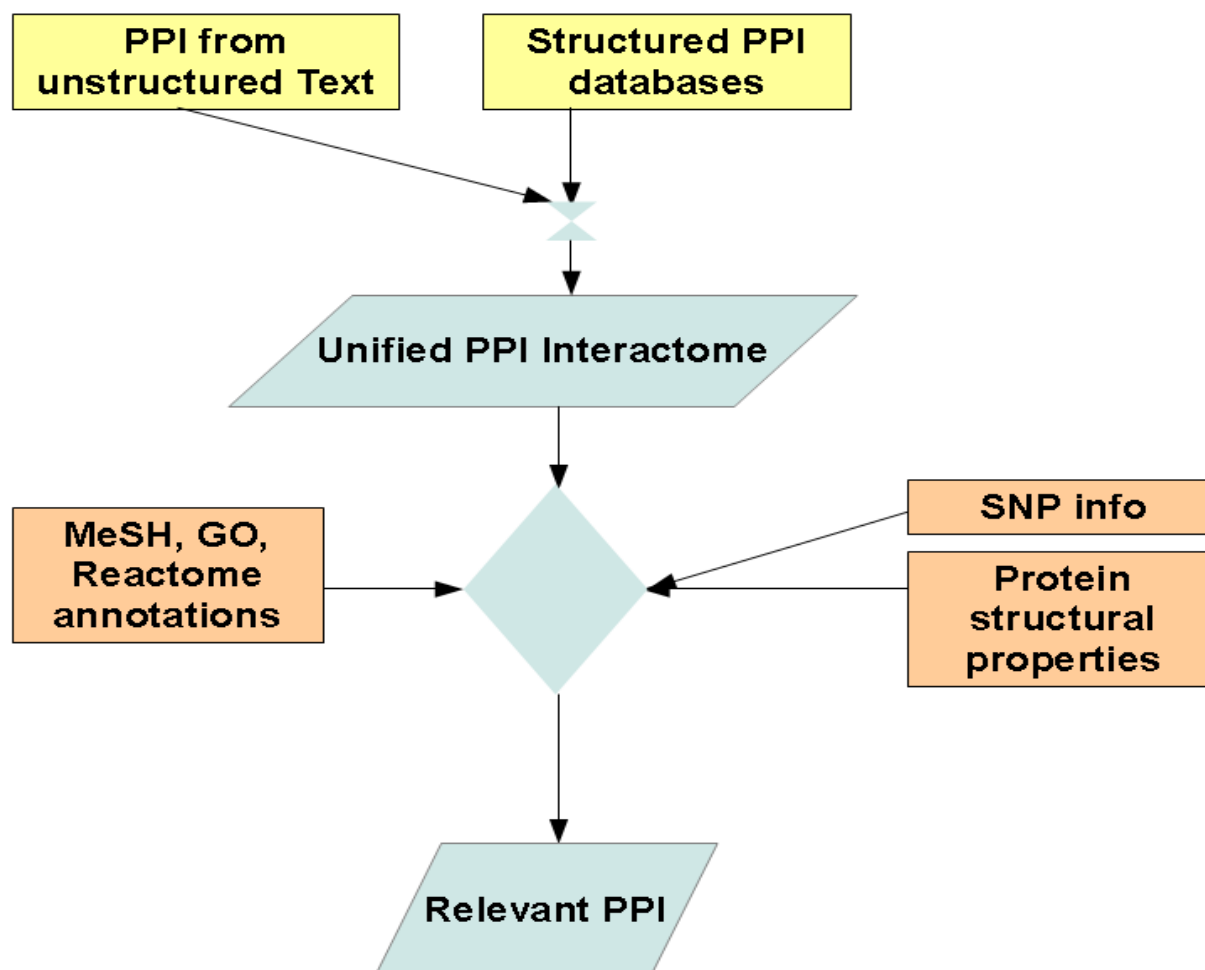 PPI from
unstructured Text
Structured PPI
databases
Unified PPI Interactome
MeSH, GO,
Reactome
annotations
SNP info
Protein
structural
properties
Relevant PPI